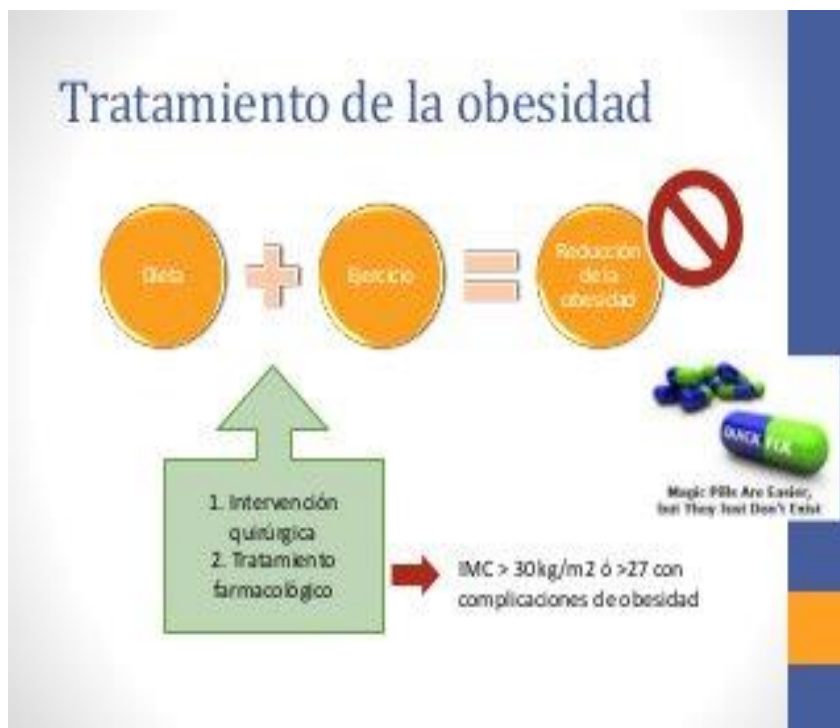 Tratamiento de la obesidad
Dieta
Ejercicio
Reducción
de la
obesidad
1. Intervención
quirúrgica
2. Tratamiento
farmacológico
IMC > 30kg/m2 ó >27 con
complicaciones de obesidad
QUICK FIX
Magic Pills Are Easier,
but They Just Don't Exist